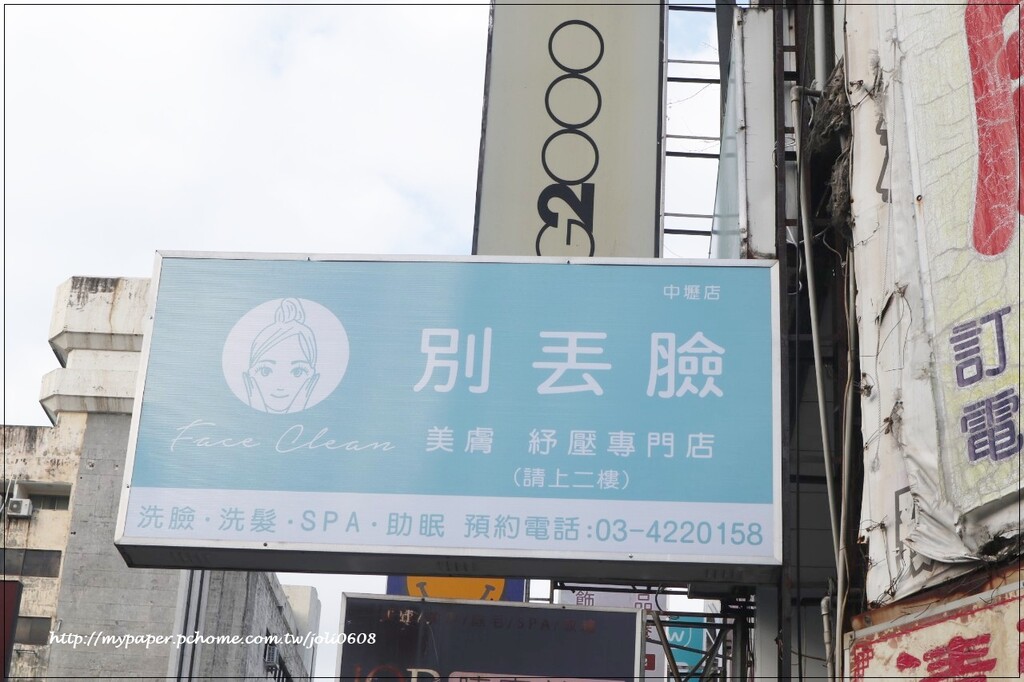 G2000
中壢店
別丟臉
Face Clean
美膚 紓壓專門店
(請上二樓)
洗臉·洗髮·SPA·助眠 預約電話:03-4220158
訂
電
飾品
http://mypaper.pchome.com.tw/joli0608